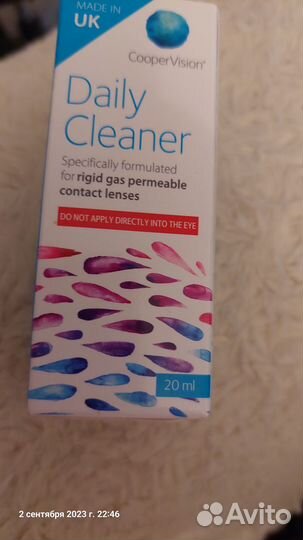 MADE IN
UK
CooperVision®
Daily
Cleaner
Specifically formulated
for rigid gas permeable
contact lenses
DO NOT APPLY DIRECTLY INTO THE EYE
20 ml
2 сентября 2023 г. 22:46
Avito